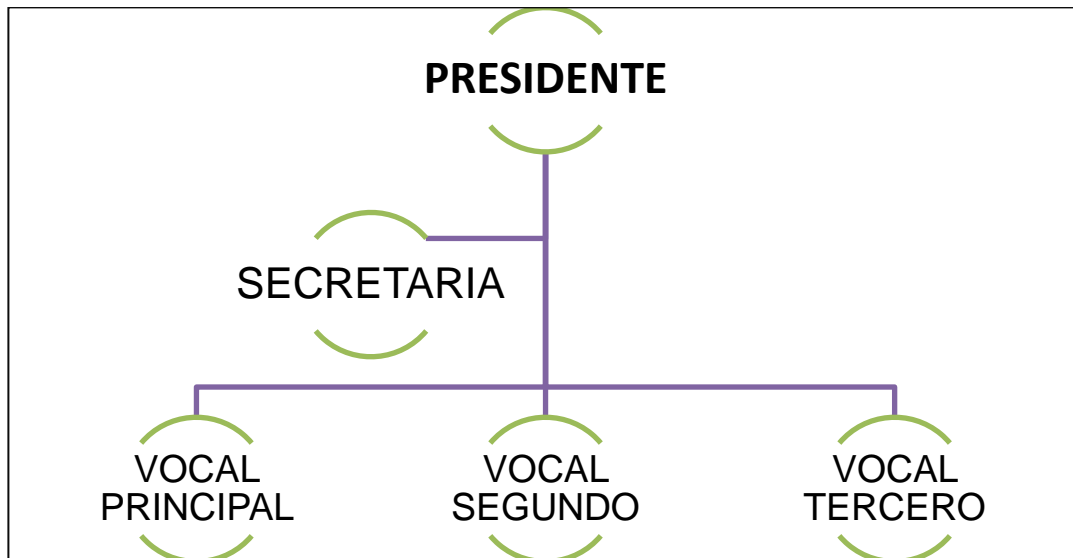 PRESIDENTE
SECRETARIA
VOCAL
PRINCIPAL
VOCAL
SEGUNDO
VOCAL
TERCERO